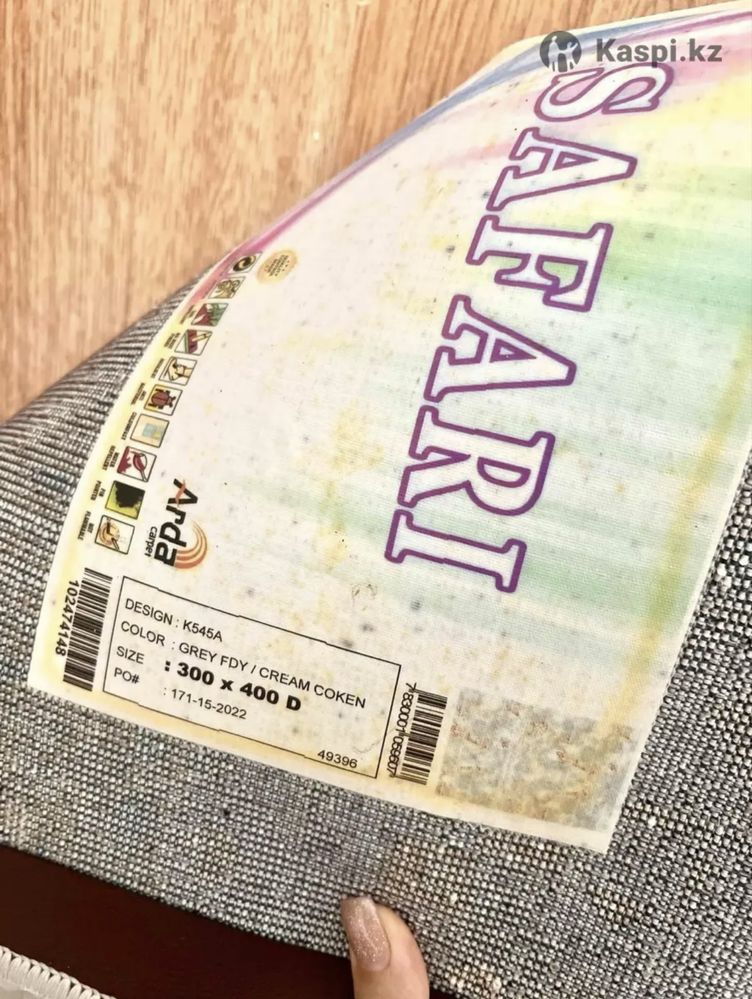 Kaspi.kz
SAFARI
Arda
carpet
102474148
DESIGN : K545A
COLOR : GREY FDY / CREAM COKEN
SIZE : 300 x 400 D
PO# : 171-15-2022
49396